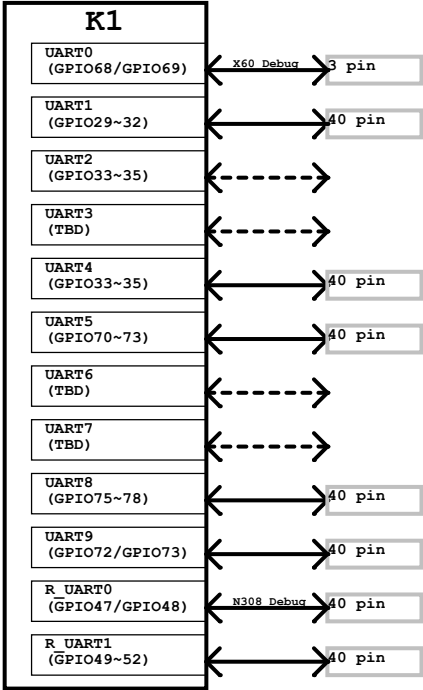 K1
UART0
(GPIO68/GPIO69)
X60 Debug
3 pin
UART1
(GPIO29~32)
40 pin
UART2
(GPIO33~35)
UART3
(TBD)
UART4
(GPIO33~35)
40 pin
UART5
(GPIO70~73)
40 pin
UART6
(TBD)
UART7
(TBD)
UART8
(GPIO75~78)
40 pin
UART9
(GPIO72/GPIO73)
40 pin
R_UART0
(GPIO47/GPIO48)
N308 Debug
40 pin
R_UART1
(GPIO49~52)
40 pin